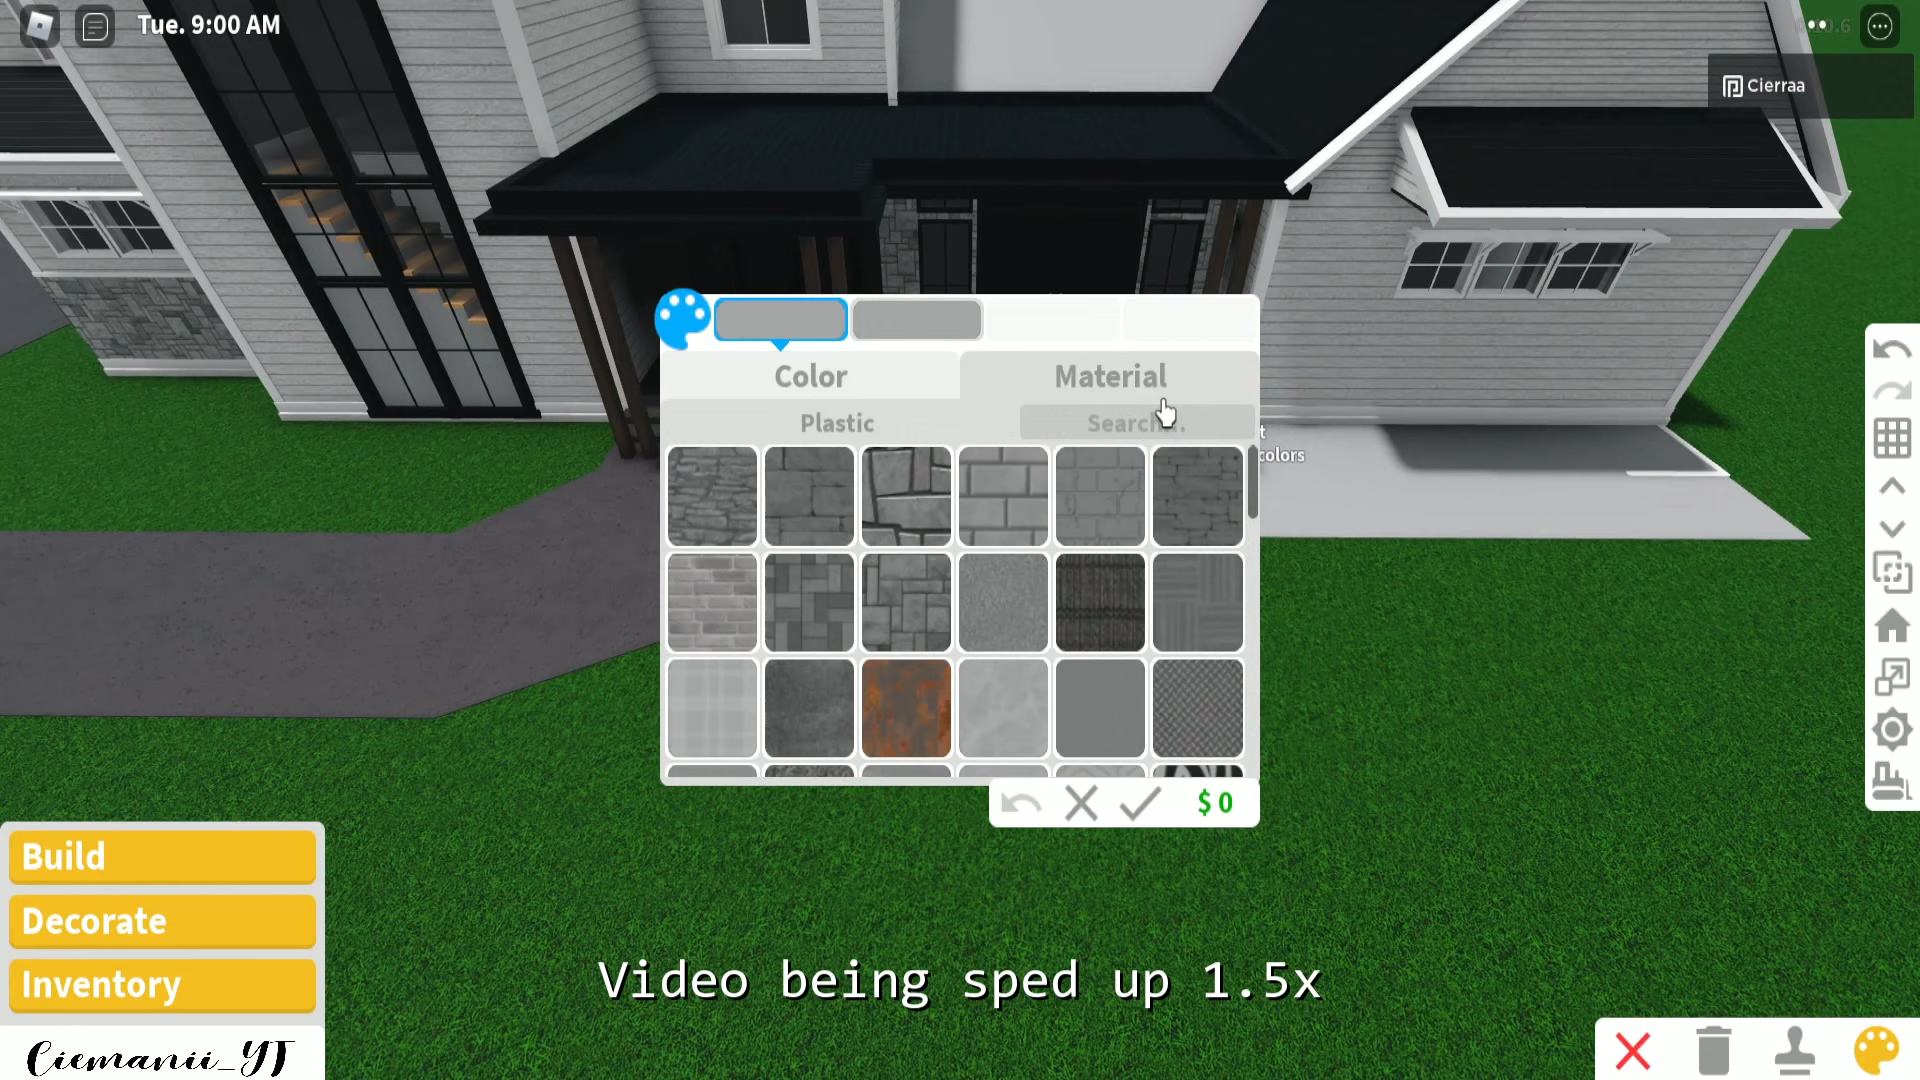 Tue. 9:00 AM
Cierraa
Color
Material
Plastic
Search...
colors
$ 0
Build
Decorate
Inventory
Video being sped up 1.5x
Ciemanii_YT